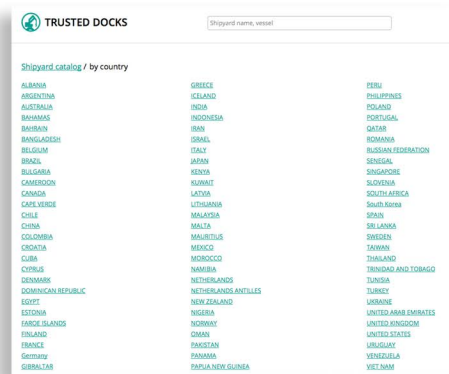 TRUSTED DOCKS
Shipyard name, vessel
Shipyard catalog / by country
ALBANIA
ARGENTINA
AUSTRALIA
BAHAMAS
BAHRAIN
BANGLADESH
BELGIUM
BRAZIL
BULGARIA
CAMEROON
CANADA
CAPE VERDE
CHILE
CHINA
COLOMBIA
CROATIA
CUBA
CYPRUS
DENMARK
DOMINICAN REPUBLIC
EGYPT
ESTONIA
FAROE ISLANDS
FINLAND
FRANCE
Germany
GIBRALTAR
GREECE
ICELAND
INDIA
INDONESIA
IRAN
ISRAEL
ITALY
JAPAN
KENYA
KUWAIT
LATVIA
LITHUANIA
MALAYSIA
MALTA
MAURITIUS
MEXICO
MOROCCO
NAMIBIA
NETHERLANDS
NETHERLANDS ANTILLES
NEW ZEALAND
NIGERIA
NORWAY
OMAN
PAKISTAN
PANAMA
PAPUA NEW GUINEA
PERU
PHILIPPINES
POLAND
PORTUGAL
QATAR
ROMANIA
RUSSIAN FEDERATION
SENEGAL
SINGAPORE
SLOVENIA
SOUTH AFRICA
South Korea
SPAIN
SRI LANKA
SWEDEN
TAIWAN
THAILAND
TRINIDAD AND TOBAGO
TUNISIA
TURKEY
UKRAINE
UNITED ARAB EMIRATES
UNITED KINGDOM
UNITED STATES
URUGUAY
VENEZUELA
VIET NAM